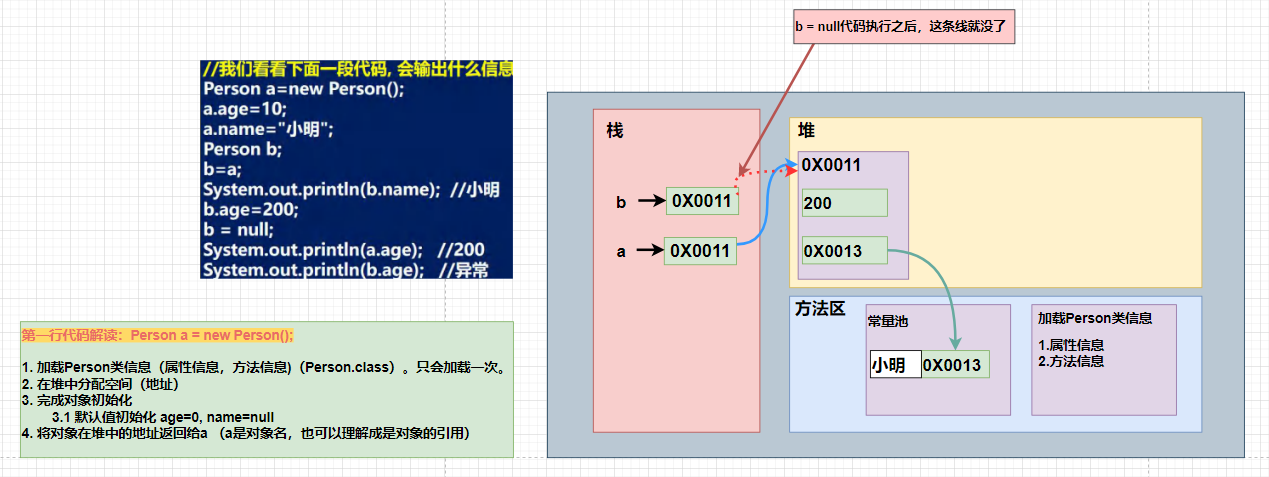 b = null代码执行之后，这条线就没了
//我们看看下面一段代码, 会输出什么信息
Person a=new Person();
a.age=10;
a.name="小明";
Person b;
b=a;
System.out.println(b.name); //小明
b.age=200;
b = null;
System.out.println(a.age); //200
System.out.println(b.age); //异常
第一行代码解读：Person a = new Person();
1. 加载Person类信息（属性信息，方法信息)（Person.class）。只会加载一次。
2. 在堆中分配空间（地址）
3. 完成对象初始化
3.1 默认值初始化 age=0, name=null
4. 将对象在堆中的地址返回给a （a是对象名，也可以理解成是对象的引用）
栈
b
0X0011
a
0X0011
堆
0X0011
200
0X0013
方法区
常量池
小明
0X0013
加载Person类信息
1.属性信息
2.方法信息